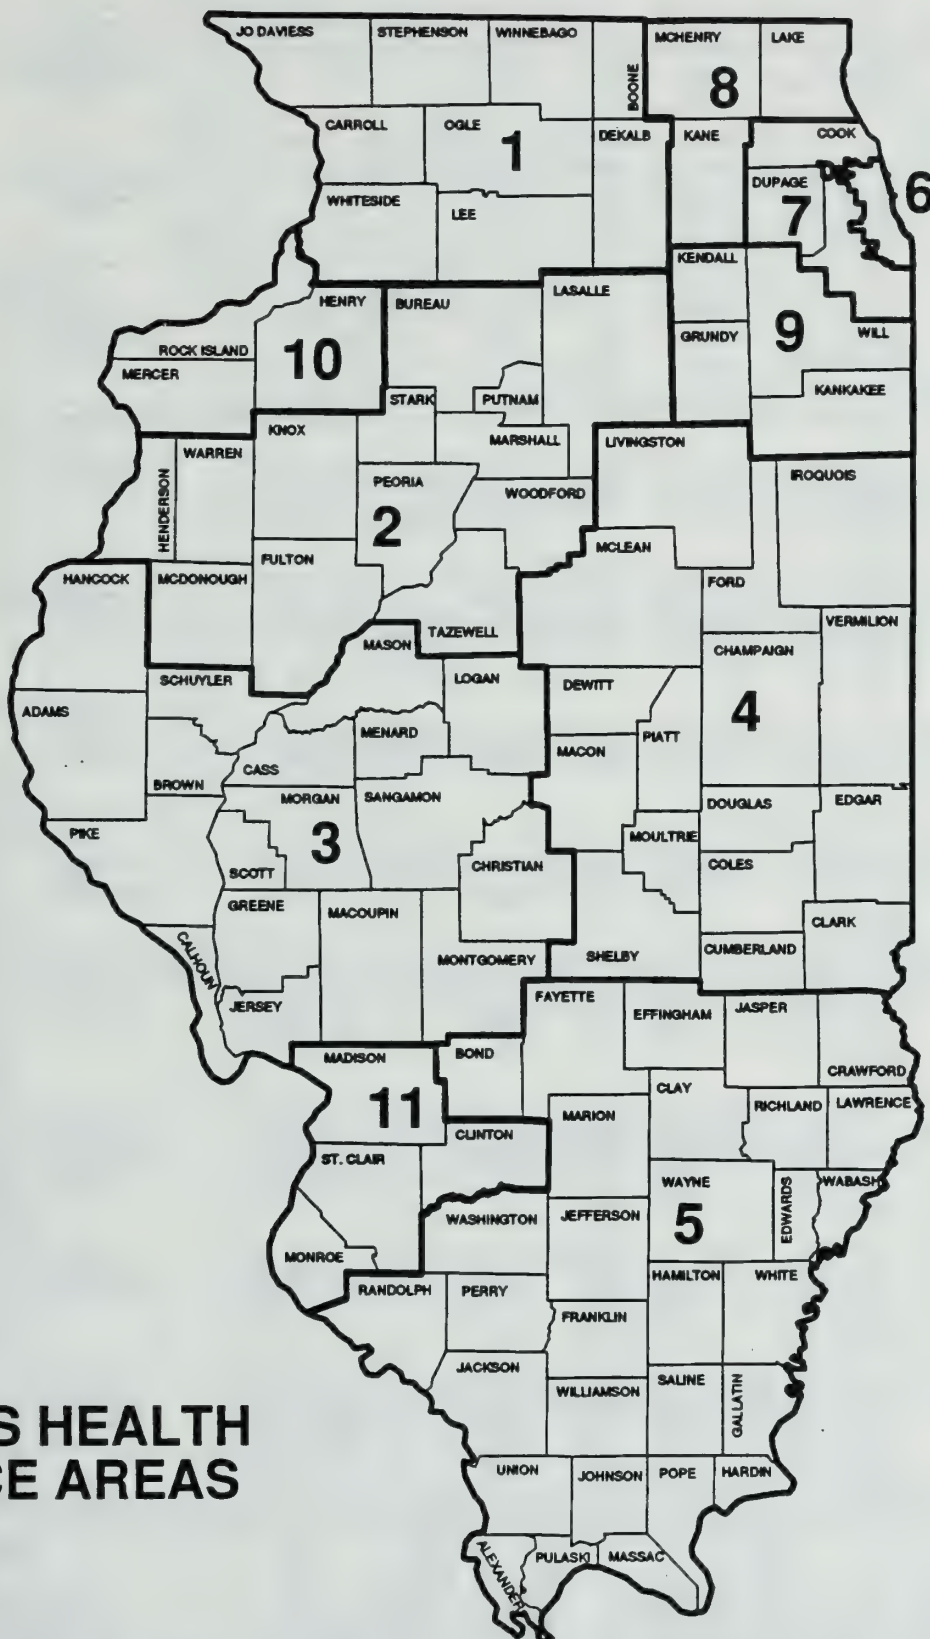 JO DAVIESS
STEPHENSON
WINNEBAGO
BOONE
MCHENRY
LAKE
8
CARROLL
OGLE
1
DEKALB
KANE
COOK
DUPAGE
7
6
WHITESIDE
LEE
KENDALL
HENRY
BUREAU
LASALLE
GRUNDY
9
WILL
ROCK ISLAND
10
MERCER
STARK
PUTNAM
KANKAKEE
KNOX
MARSHALL
LIVINGSTON
WARREN
HENDERSON
PEORIA
WOODFORD
IROQUOIS
2
FULTON
MCLEAN
HANCOCK
MCDONOUGH
FORD
MASON
TAZEWELL
VERMILION
SCHUYLER
LOGAN
CHAMPAIGN
DEWITT
ADAMS
4
MENARD
PIATT
MACON
CASS
BROWN
MORGAN
SANGAMON
DOUGLAS
EDGAR
PIKE
3
MOULTRIE
SCOTT
CHRISTIAN
COLES
GREENE
MACOUPIN
CLARK
CALHOUN
MONTGOMERY
SHELBY
CUMBERLAND
JERSEY
FAYETTE
EFFINGHAM
JASPER
MADISON
BOND
CRAWFORD
11
CLAY
RICHLAND
LAWRENCE
MARION
CLINTON
ST. CLAIR
WAYNE
EDWARDS
WABASH
WASHINGTON
JEFFERSON
5
MONROE
RANDOLPH
PERRY
HAMILTON
WHITE
FRANKLIN
JACKSON
WILLIAMSON
SALINE
GALLATIN
S HEALTH
CE AREAS
UNION
JOHNSON
POPE
HARDIN
ALEXANDER
PULASKI
MASSAC